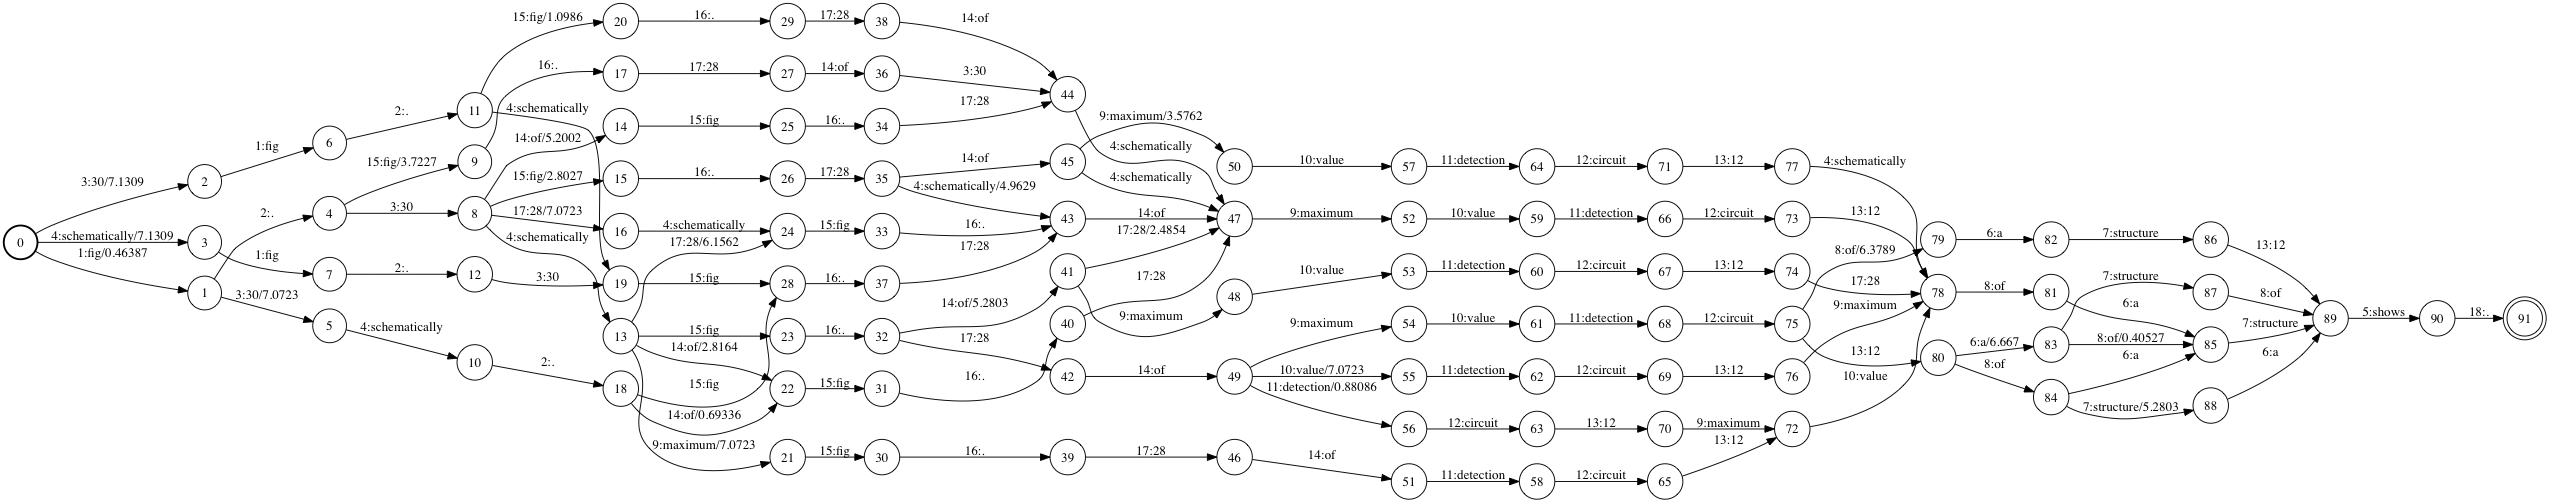 15:fig/1.0986 20 16:. 29 17:28 38 14:of
16:. 17 17:28 27 14:of 36 3:30 44
2:. 11 4:schematically 14 15:fig 25 16:. 34 17:28
1:fig 6 14:of/5.2002 9:maximum/3.5762
15:fig/3.7227 9 45 4:schematically 50 10:value 57 11:detection 64 12:circuit 71 13:12 77 4:schematically
3:30/7.1309 2 15:fig/2.8027 15 16:. 26 17:28 35 14:of 4:schematically
4:schematically/4.9629
2:. 4 3:30 8 17:28/7.0723 16 4:schematically 24 15:fig 33 16:. 43 14:of 47 9:maximum 52 10:value 59 11:detection 66 12:circuit 73 13:12
0 4:schematically/7.1309 3 4:schematically 17:28/6.1562 17:28 17:28/2.4854 8:of/6.3789 79 6:a 82 7:structure 86 13:12
1:fig/0.46387 1:fig 7 2:. 12 3:30 19 15:fig 28 16:. 37 41 17:28 10:value 53 11:detection 60 12:circuit 67 13:12 74 17:28 7:structure
1 3:30/7.0723 14:of/5.2803 48 9:maximum 78 8:of 81 6:a 87 8:of
5 4:schematically 13 15:fig 23 16:. 32 17:28 40 9:maximum 9:maximum 54 10:value 61 11:detection 68 12:circuit 75 7:structure 89 5:shows 90 18:. 91
14:of/2.8164 13:12 80 6:a/6.667 83 8:of/0.40527 85
10 2:. 18 15:fig 22 15:fig 31 16:. 42 14:of 49 10:value/7.0723 55 11:detection 62 12:circuit 69 13:12 76 10:value 8:of 6:a 6:a
14:of/0.69336 11:detection/0.88086 84 7:structure/5.2803 88
9:maximum/7.0723 56 12:circuit 63 13:12 70 9:maximum 72
21 15:fig 30 16:. 39 17:28 46 14:of 13:12
51 11:detection 58 12:circuit 65